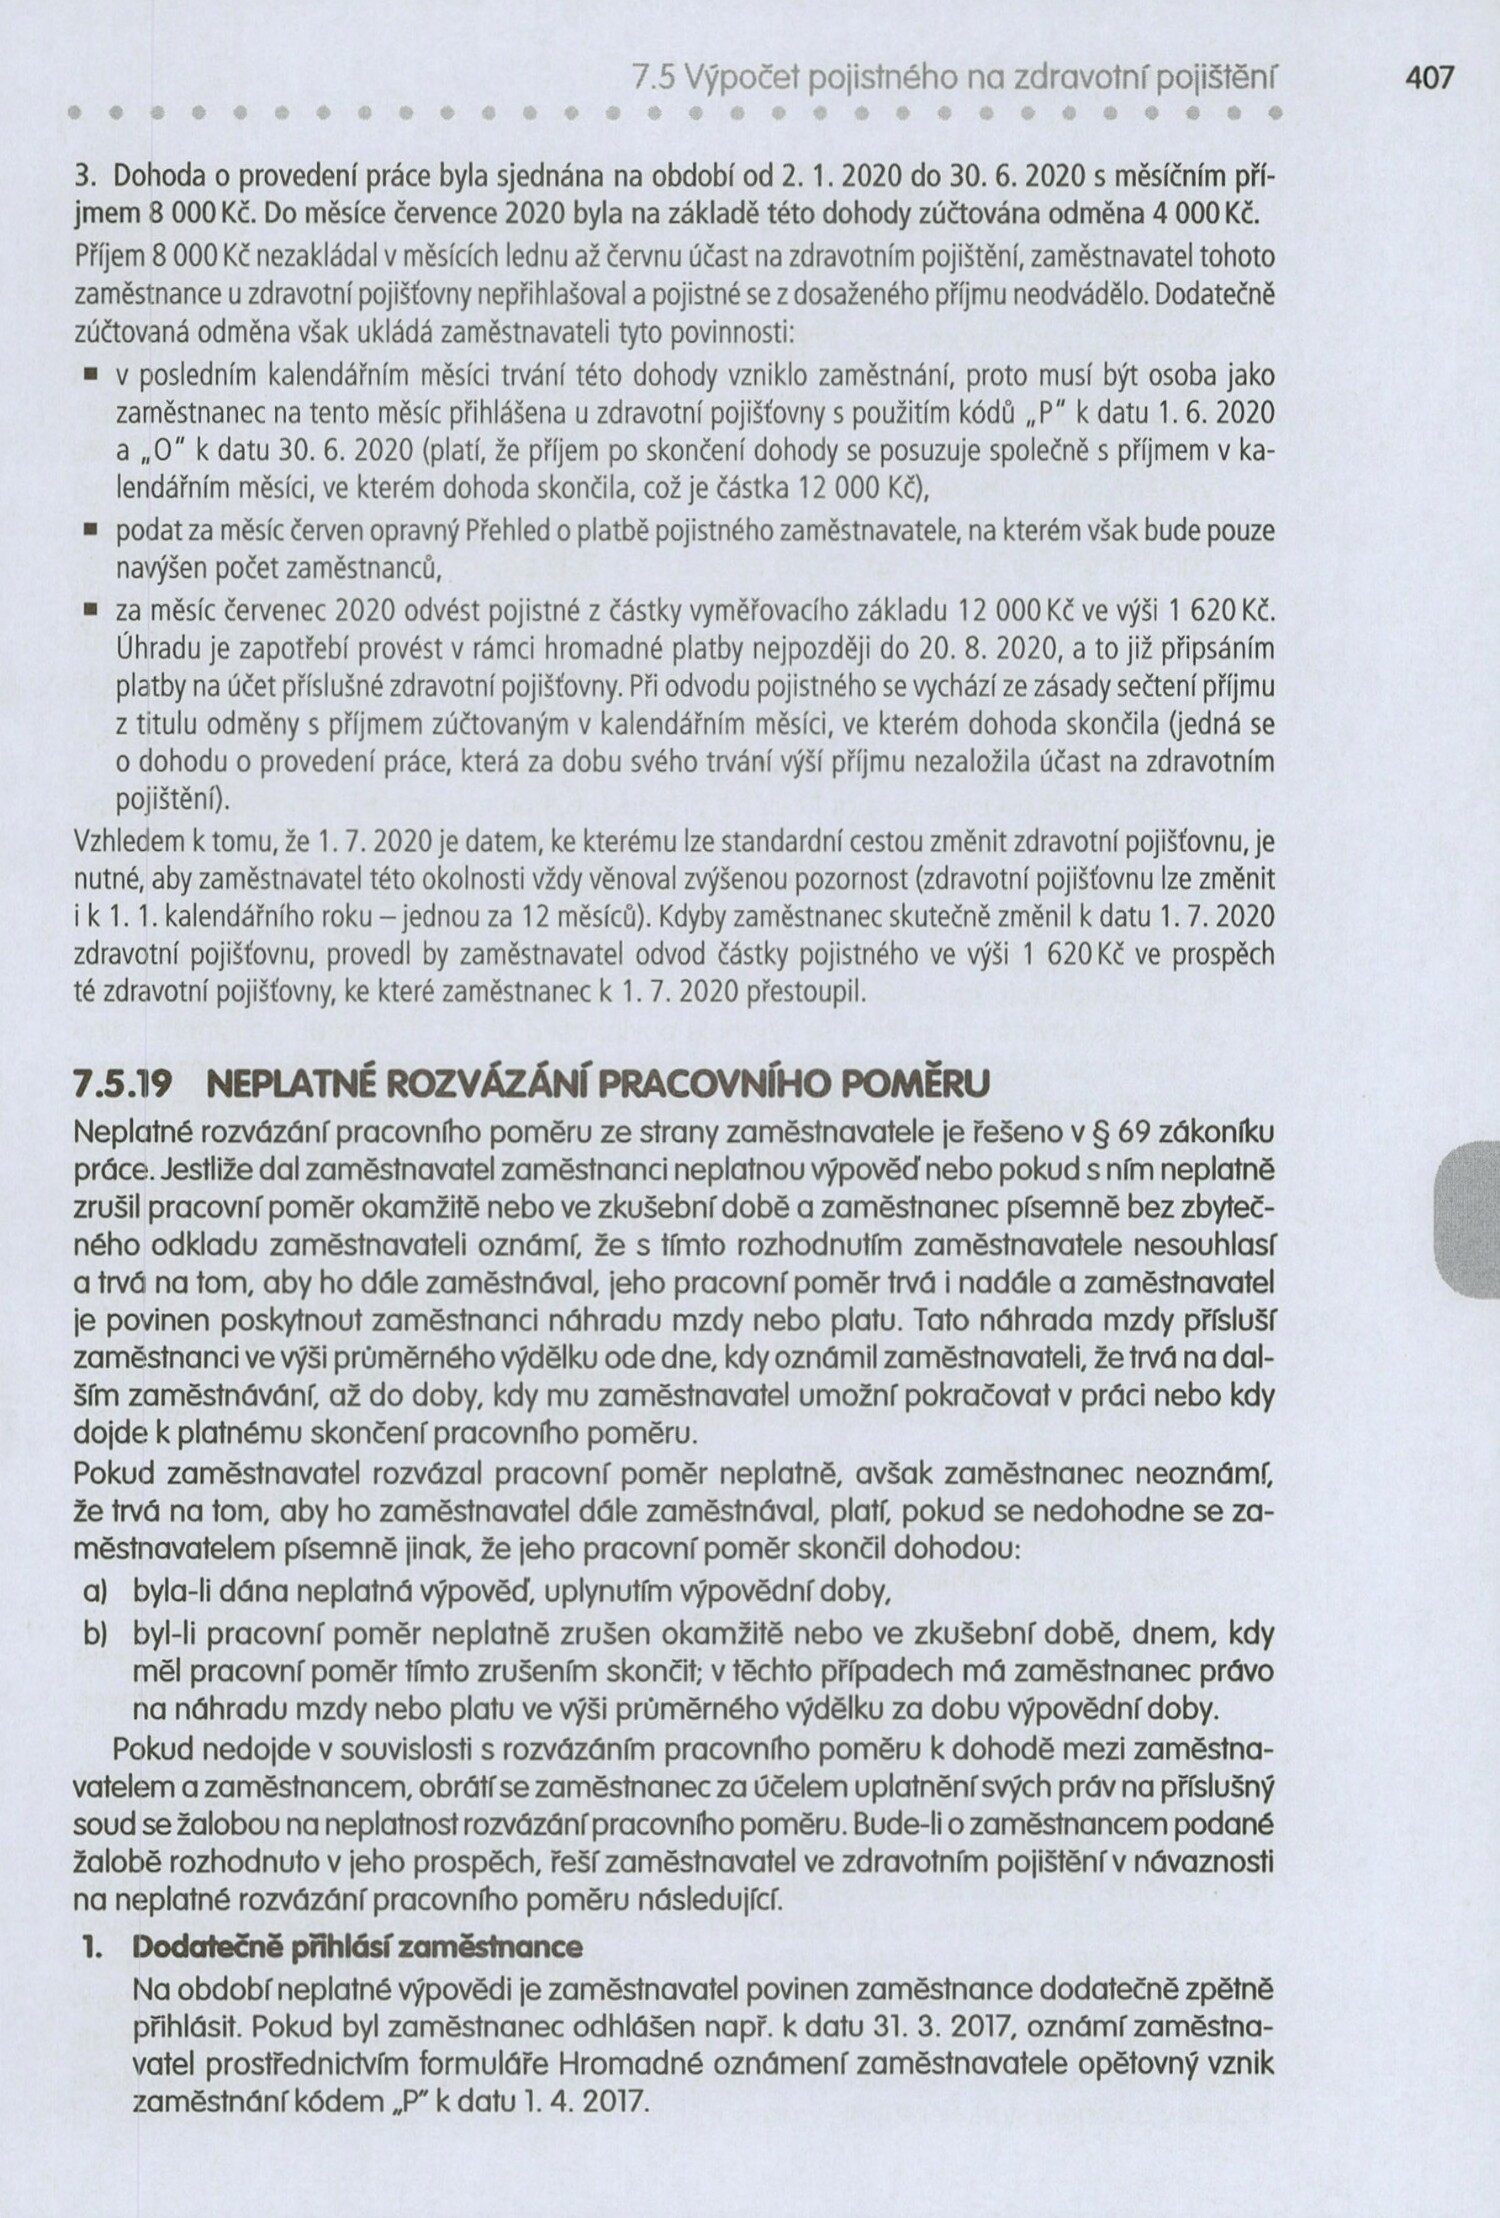 7.5 Výpočet pojistného na zdravotní pojištění 407
3. Dohoda o provedení práce byla sjednána na období od 2. 1. 2020 do 30. 6. 2020 s měsíčním pří-
jmem 8 000 Kč. Do měsíce července 2020 byla na základě této dohody zúčtována odměna 4 000 Kč.
Příjem 8 000 Kč nezakládal v měsících lednu až červnu účast na zdravotním pojištění, zaměstnavatel tohoto
zaměstnance u zdravotní pojišťovny nepřihlašoval a pojistné se z dosaženého příjmu neodvádělo. Dodatečně
zúčtovaná odměna však ukládá zaměstnavateli tyto povinnosti:
■ v posledním kalendářním měsíci trvání této dohody vzniklo zaměstnání, proto musí být osoba jako
zaměstnanec na tento měsíc přihlášena u zdravotní pojišťovny s použitím kódů „P" k datu 1. 6. 2020
a „O" k datu 30. 6. 2020 (platí, že příjem po skončení dohody se posuzuje společně s příjmem v ka-
lendářním měsíci, ve kterém dohoda skončila, což je částka 12 000 Kč),
■ podat za měsíc červen opravný Přehled o platbě pojistného zaměstnavatele, na kterém však bude pouze
navýšen počet zaměstnanců,
■ za měsíc červenec 2020 odvést pojistné z částky vyměřovacího základu 12 000 Kč ve výši 1 620 Kč.
Úhradu je zapotřebí provést v rámci hromadné platby nejpozději do 20. 8. 2020, a to již připsáním
platby na účet příslušné zdravotní pojišťovny. Při odvodu pojistného se vychází ze zásady sečtení příjmu
z titulu odměny s příjmem zúčtovaným v kalendářním měsíci, ve kterém dohoda skončila (jedná se
o dohodu o provedení práce, která za dobu svého trvání výší příjmu nezaložila účast na zdravotním
pojištění).
Vzhledem k tomu, že 1. 7. 2020 je datem, ke kterému lze standardní cestou změnit zdravotní pojišťovnu, je
nutné, aby zaměstnavatel této okolnosti vždy věnoval zvýšenou pozornost (zdravotní pojišťovnu lze změnit
i k 1. 1. kalendářního roku – jednou za 12 měsíců). Kdyby zaměstnanec skutečně změnil k datu 1. 7. 2020
zdravotní pojišťovnu, provedl by zaměstnavatel odvod částky pojistného ve výši 1 620 Kč ve prospěch
té zdravotní pojišťovny, ke které zaměstnanec k 1. 7. 2020 přestoupil.
7.5.19 NEPLATNÉ ROZVÁZÁNÍ PRACOVNÍHO POMĚRU
Neplatné rozvázání pracovního poměru ze strany zaměstnavatele je řešeno v § 69 zákoníku
práce. Jestliže dal zaměstnavatel zaměstnanci neplatnou výpověď nebo pokud s ním neplatně
zrušil pracovní poměr okamžitě nebo ve zkušební době a zaměstnanec písemně bez zbyteč-
ného odkladu zaměstnavateli oznámí, že s tímto rozhodnutím zaměstnavatele nesouhlasí
a trvá na tom, aby ho dále zaměstnával, jeho pracovní poměr trvá i nadále a zaměstnavatel
je povinen poskytnout zaměstnanci náhradu mzdy nebo platu. Tato náhrada mzdy přísluší
zaměstnanci ve výši průměrného výdělku ode dne, kdy oznámil zaměstnavateli, že trvá na dal-
ším zaměstnávání, až do doby, kdy mu zaměstnavatel umožní pokračovat v práci nebo kdy
dojde k platnému skončení pracovního poměru.
Pokud zaměstnavatel rozvázal pracovní poměr neplatně, avšak zaměstnanec neoznámí,
že trvá na tom, aby ho zaměstnavatel dále zaměstnával, platí, pokud se nedohodne se za-
městnavatelem písemně jinak, že jeho pracovní poměr skončil dohodou:
a) byla-li dána neplatná výpověď, uplynutím výpovědní doby,
b) byl-li pracovní poměr neplatně zrušen okamžitě nebo ve zkušební době, dnem, kdy
měl pracovní poměr tímto zrušením skončit; v těchto případech má zaměstnanec právo
na náhradu mzdy nebo platu ve výši průměrného výdělku za dobu výpovědní doby.
Pokud nedojde v souvislosti s rozvázáním pracovního poměru k dohodě mezi zaměstna-
vatelem a zaměstnancem, obrátí se zaměstnanec za účelem uplatnění svých práv na příslušný
soud se žalobou na neplatnost rozvázání pracovního poměru. Bude-li o zaměstnancem podané
žalobě rozhodnuto v jeho prospěch, řeší zaměstnavatel ve zdravotním pojištění v návaznosti
na neplatné rozvázání pracovního poměru následující.
1. Dodatečně přihlásí zaměstnance
Na období neplatné výpovědi je zaměstnavatel povinen zaměstnance dodatečně zpětně
přihlásit. Pokud byl zaměstnanec odhlášen např. k datu 31. 3. 2017, oznámí zaměstna-
vatel prostřednictvím formuláře Hromadné oznámení zaměstnavatele opětovný vznik
zaměstnání kódem „P" k datu 1. 4. 2017.